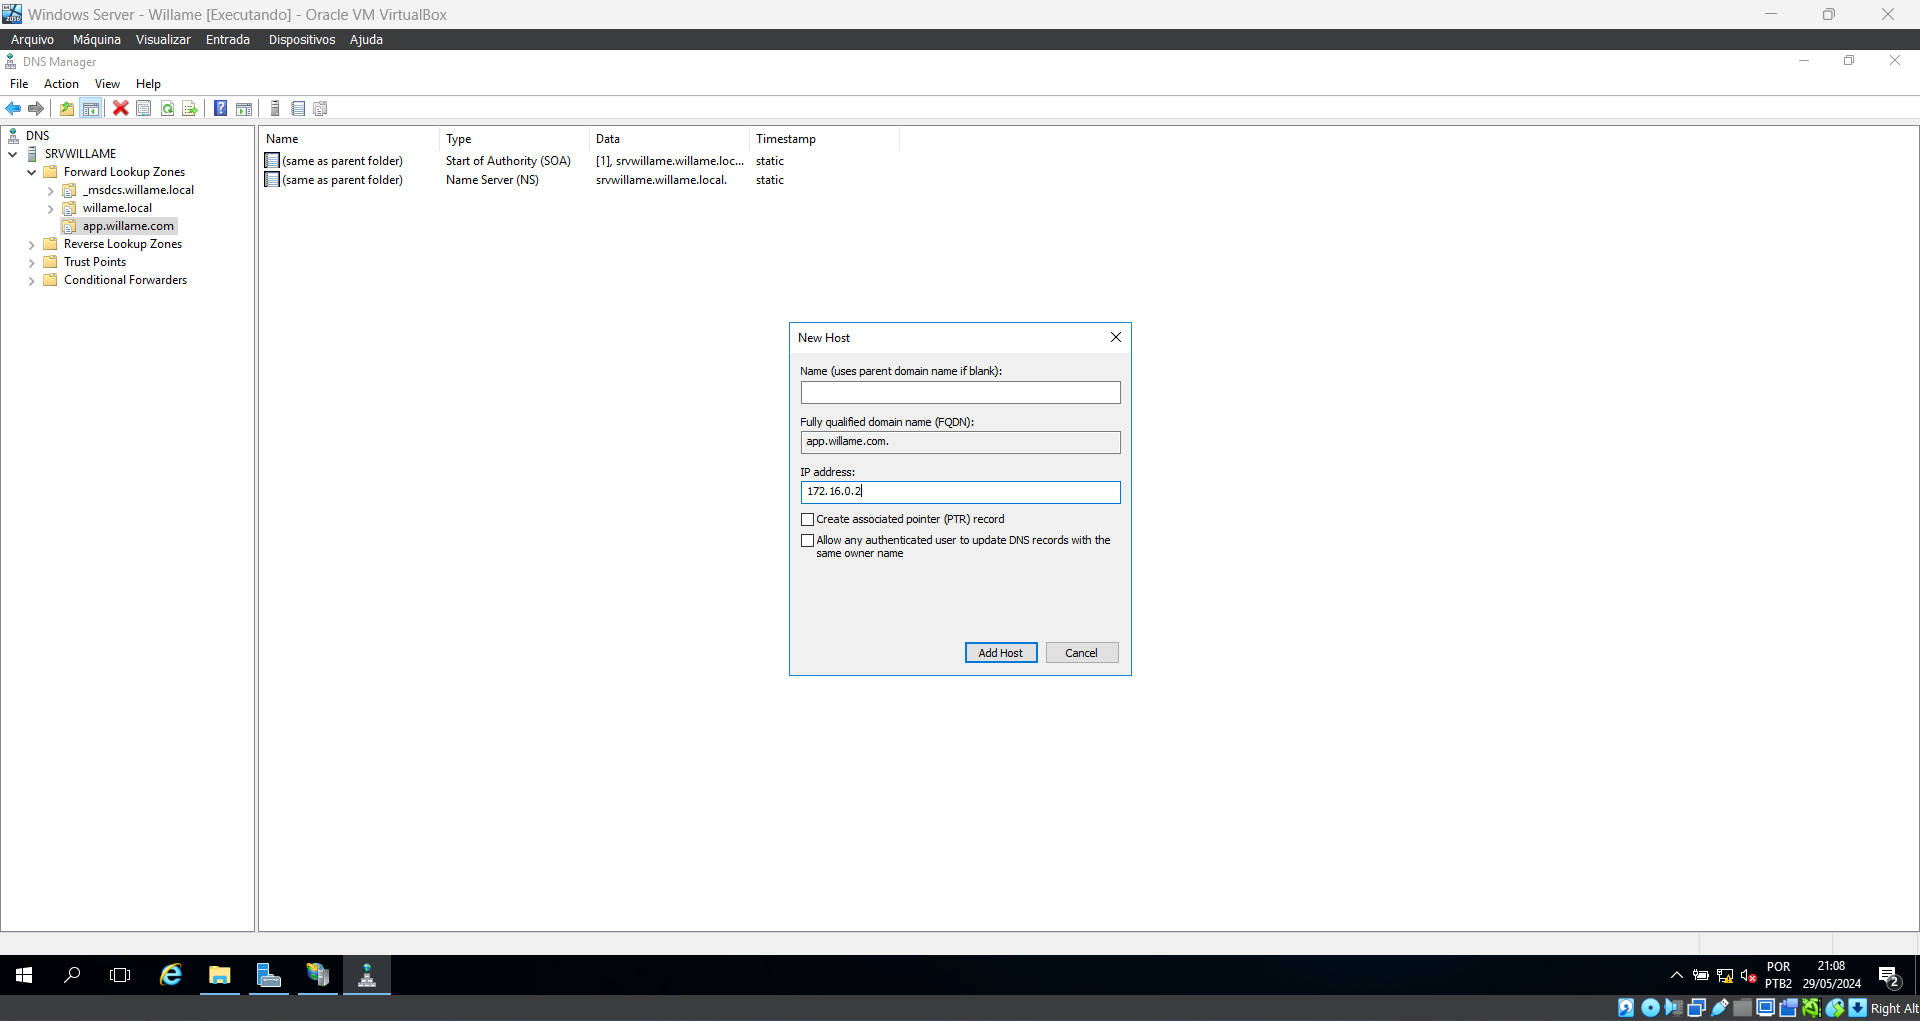 Windows Server - Willame [Executando] - Oracle VM VirtualBox
Arquivo Máquina Visualizar Entrada Dispositivos Ajuda
DNS Manager
File Action View Help
DNS
SRVWILLAME
Forward Lookup Zones
_msdcs.willame.local
willame.local
app.willame.com
Reverse Lookup Zones
Trust Points
Conditional Forwarders
Name Type Data Timestamp
(same as parent folder) Start of Authority (SOA) [1], srvwillame.willame.loc... static
(same as parent folder) Name Server (NS) srvwillame.willame.local. static
New Host
Name (uses parent domain name if blank):
Fully qualified domain name (FQDN):
app.willame.com.
IP address:
172.16.0.2
Create associated pointer (PTR) record
Allow any authenticated user to update DNS records with the
same owner name
Add Host Cancel
POR 21:08
PTB2 29/05/2024
2
Right Alt